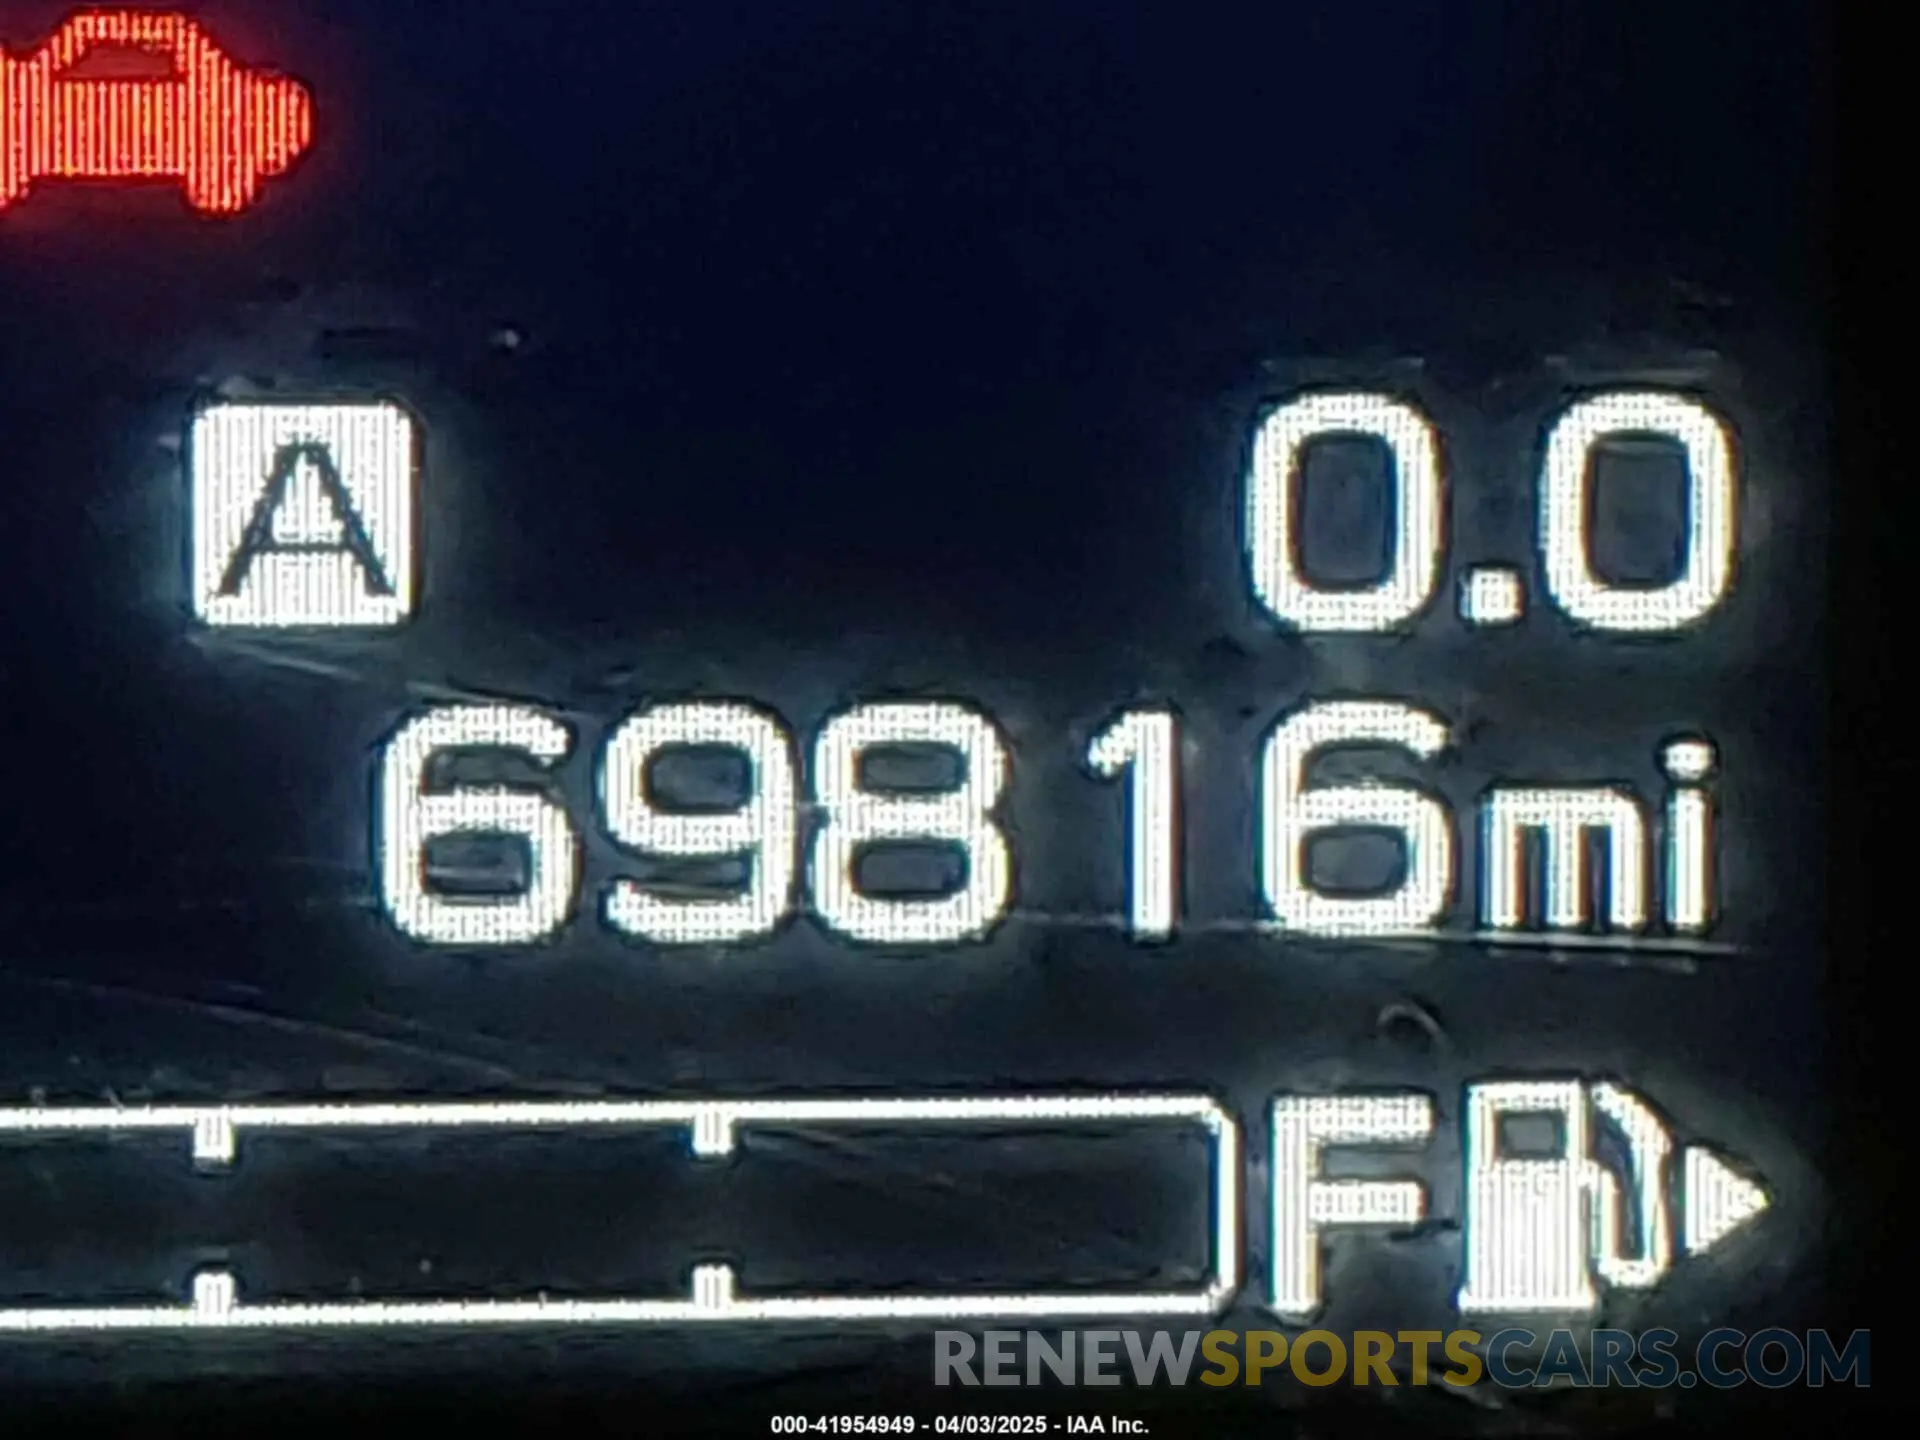 A 0.0
69816mi
F
RENEWSPORTSCARS.COM
000-41954949 - 04/03/2025 - IAA Inc.